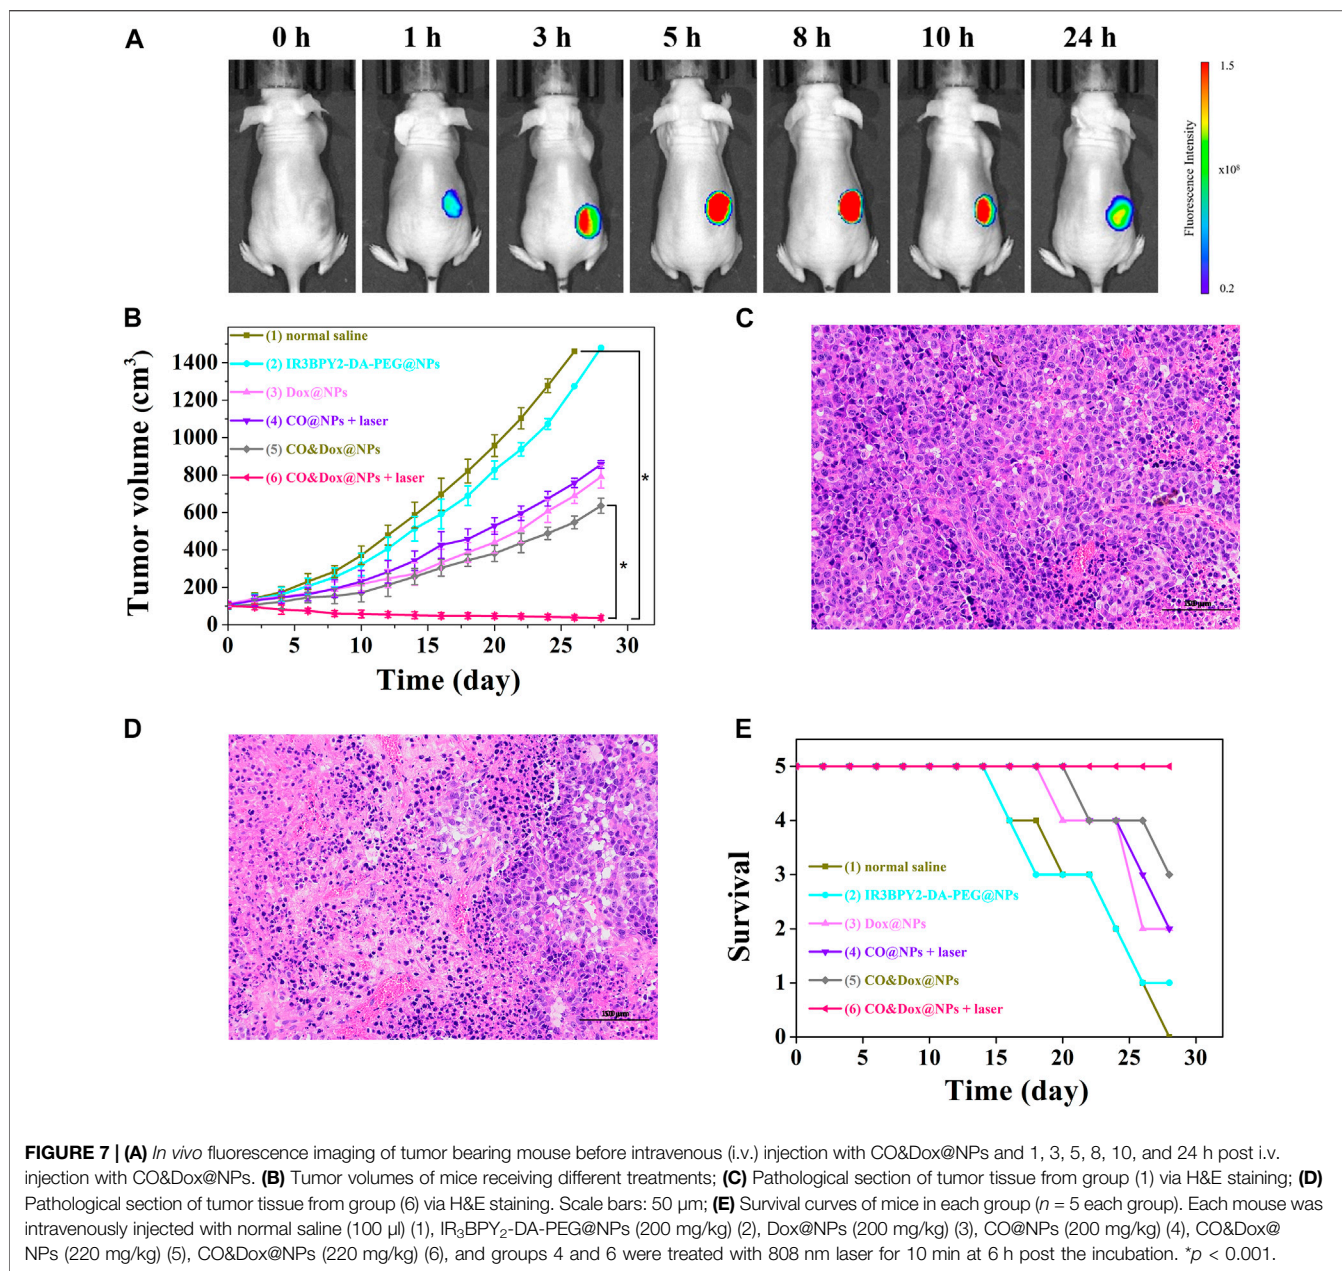 A
0 h 1 h 3 h 5 h 8 h 10 h 24 h
1.5
x10⁸
Fluorescence Intensity
0.2
B
(1) normal saline
(2) IR3BPY2-DA-PEG@NPs
(3) Dox@NPs
(4) CO@NPs + laser
(5) CO&Dox@NPs
(6) CO&Dox@NPs + laser
Tumor volume (cm³)
1400
1200
1000
800
600
400
200
0
0 5 10 15 20 25 30
Time (day)
*
*
C
50 μm
D
E
(1) normal saline
(2) IR3BPY2-DA-PEG@NPs
(3) Dox@NPs
(4) CO@NPs + laser
(5) CO&Dox@NPs
(6) CO&Dox@NPs + laser
Survival
5
4
3
2
1
0
0 5 10 15 20 25 30
Time (day)
FIGURE 7 | (A) In vivo fluorescence imaging of tumor bearing mouse before intravenous (i.v.) injection with CO&Dox@NPs and 1, 3, 5, 8, 10, and 24 h post i.v.
injection with CO&Dox@NPs. (B) Tumor volumes of mice receiving different treatments; (C) Pathological section of tumor tissue from group (1) via H&E staining; (D)
Pathological section of tumor tissue from group (6) via H&E staining. Scale bars: 50 μm; (E) Survival curves of mice in each group (n = 5 each group). Each mouse was
intravenously injected with normal saline (100 μl) (1), IR₃BPY₂-DA-PEG@NPs (200 mg/kg) (2), Dox@NPs (200 mg/kg) (3), CO@NPs (200 mg/kg) (4), CO&Dox@
NPs (220 mg/kg) (5), CO&Dox@NPs (220 mg/kg) (6), and groups 4 and 6 were treated with 808 nm laser for 10 min at 6 h post the incubation. *p < 0.001.